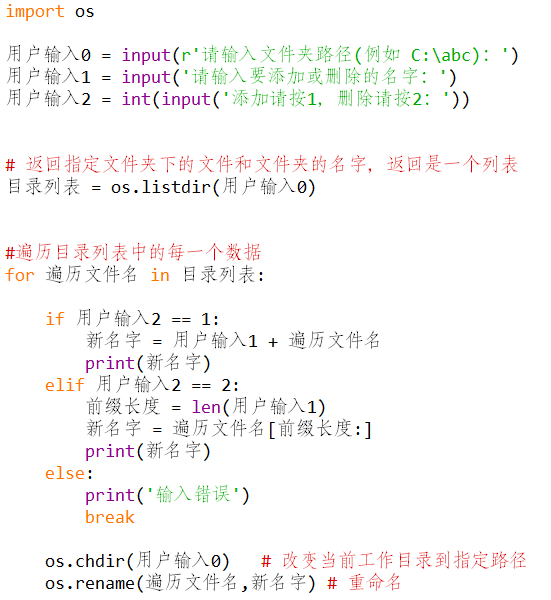 import os

用户输入0 = input(r'请输入文件夹路径(例如 C:\abc): ')
用户输入1 = input('请输入要添加或删除的名字: ')
用户输入2 = int(input('添加请按1, 删除请按2: '))


# 返回指定文件夹下的文件和文件夹的名字, 返回是一个列表
目录列表 = os.listdir(用户输入0)


#遍历目录列表中的每一个数据
for 遍历文件名 in 目录列表:

    if 用户输入2 == 1:
        新名字 = 用户输入1 + 遍历文件名
        print(新名字)
    elif 用户输入2 == 2:
        前缀长度 = len(用户输入1)
        新名字 = 遍历文件名[前缀长度:]
        print(新名字)
    else:
        print('输入错误')
        break

    os.chdir(用户输入0)   # 改变当前工作目录到指定路径
    os.rename(遍历文件名,新名字) # 重命名